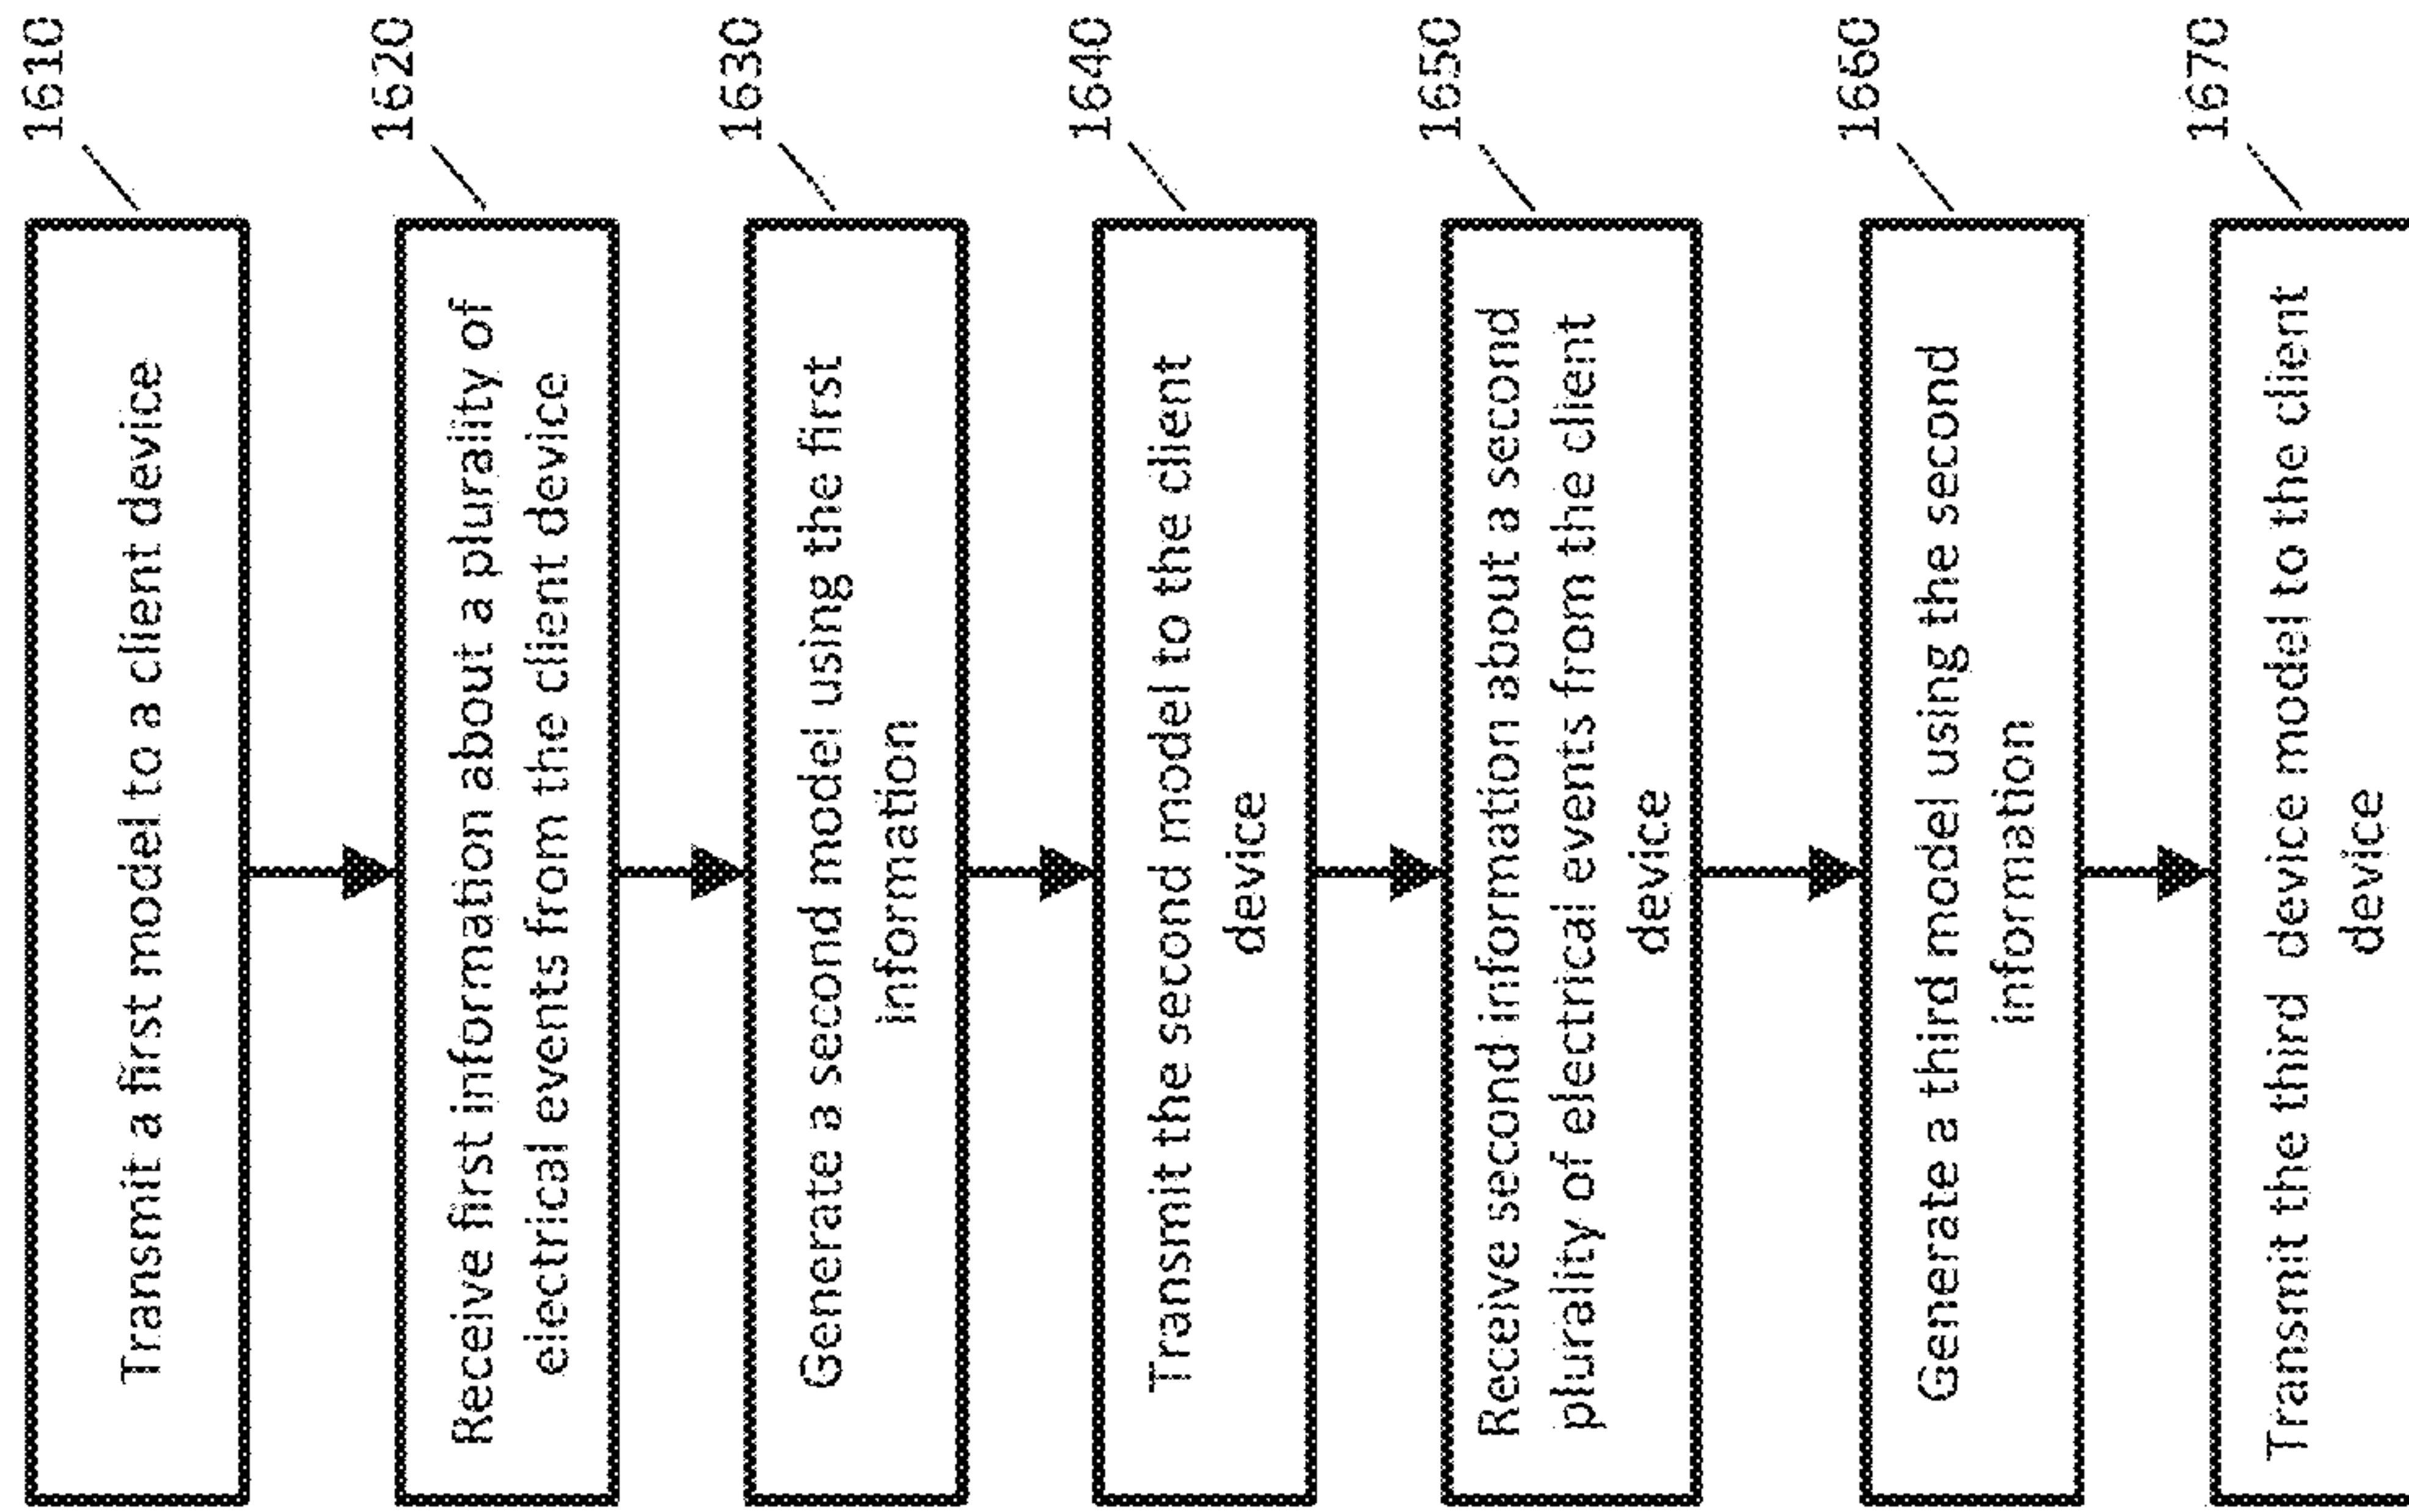 1610
Transmit a first model to a client device
1620
Receive first information about a plurality of
electrical events from the client device
1630
Generate a second model using the first
information
1640
Transmit the second model to the client
device
1650
Receive second information about a second
plurality of electrical events from the client
device
1660
Generate a third model using the second
information
1670
Transmit the third device model to the client
device